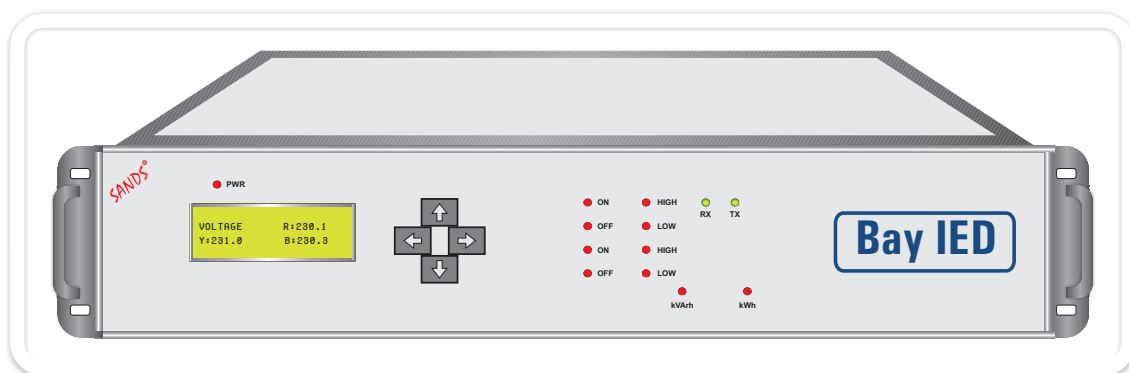 SANDS®
PWR
VOLTAGE R:230.1
Y:231.0 B:230.3
ON HIGH
RX TX
OFF LOW
ON HIGH
OFF LOW
kVArh kWh
Bay IED